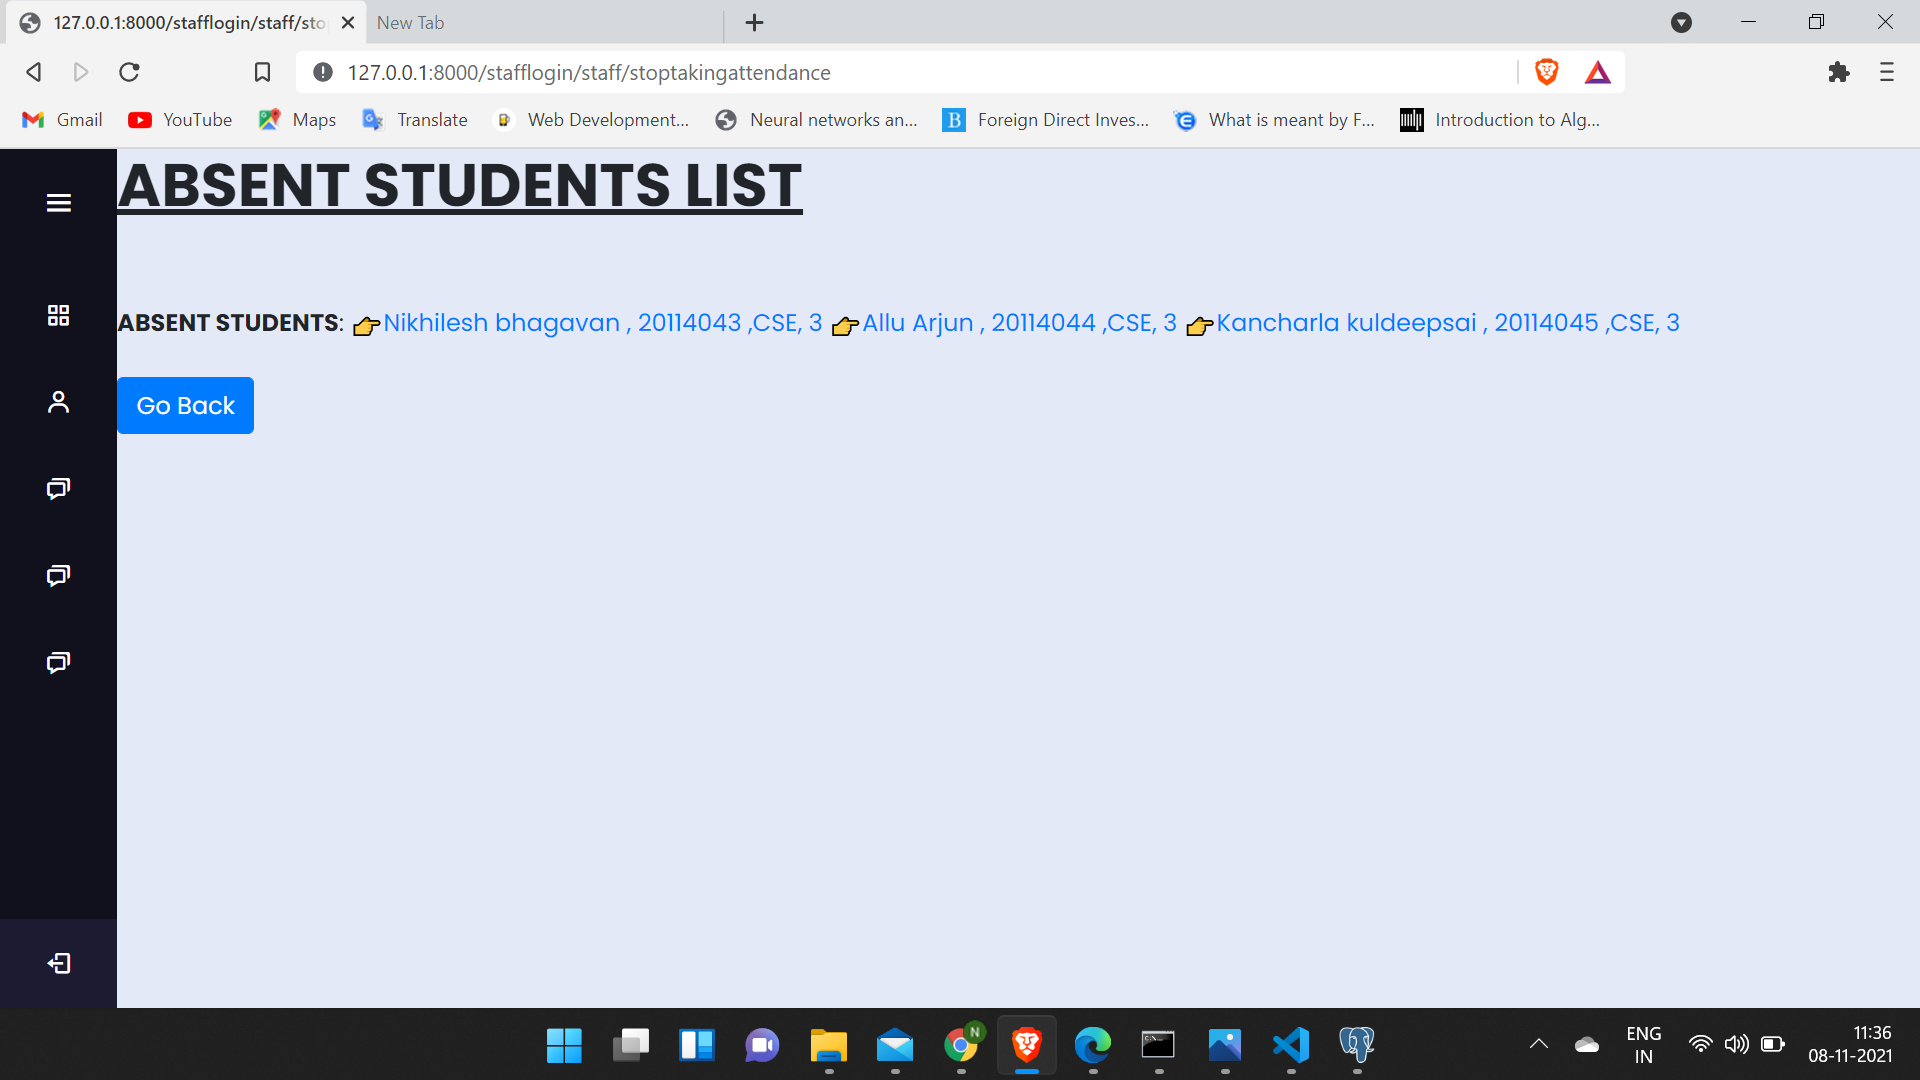 127.0.0.1:8000/stafflogin/staff/sto
New Tab
127.0.0.1:8000/stafflogin/staff/stoptakingattendance
Gmail YouTube Maps Translate Web Development... Neural networks an... Foreign Direct Inves... What is meant by F... Introduction to Alg...
ABSENT STUDENTS LIST
ABSENT STUDENTS: 👉Nikhilesh bhagavan , 20114043 ,CSE, 3 👉Allu Arjun , 20114044 ,CSE, 3 👉Kancharla kuldeepsai , 20114045 ,CSE, 3
Go Back
N
ENG
IN
11:36
08-11-2021